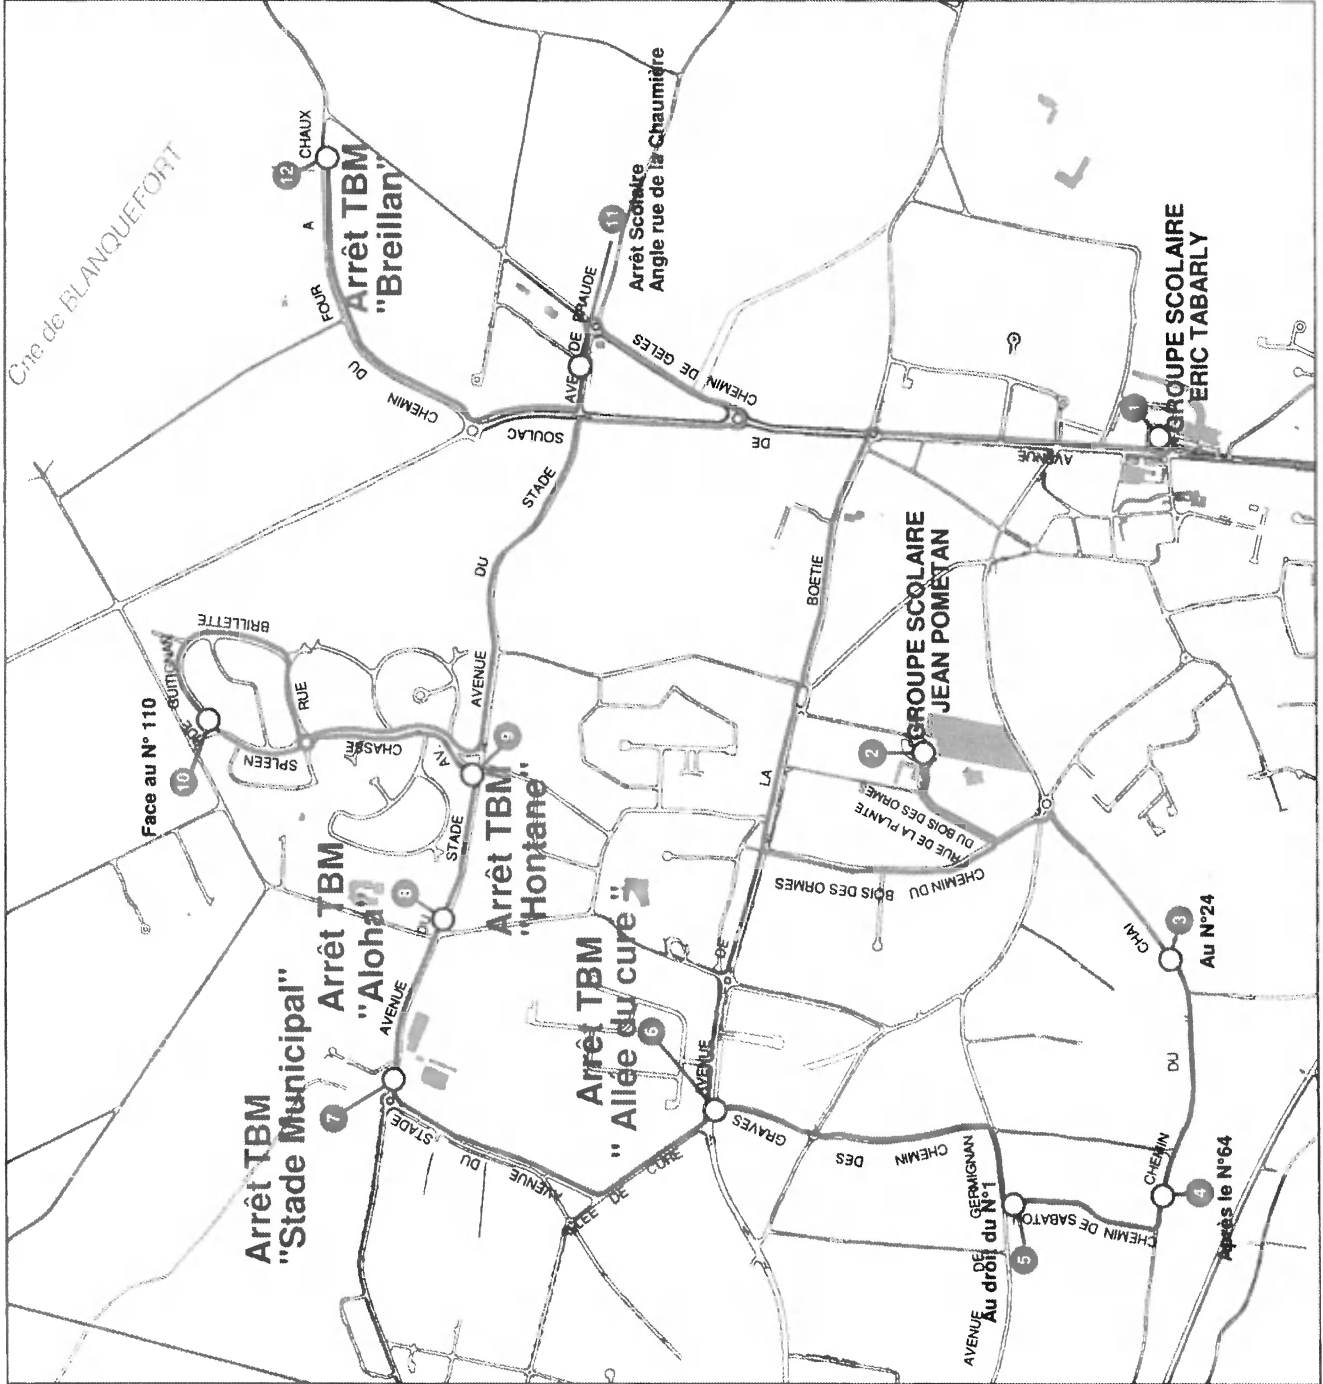 Cne de BLANQUEFORT
12
CHAUX
A
FOUR
DU
CHEMIN
Arrêt TBM
"Breillan"
11
Arrêt Scolaire
Angle rue de la Chaumière
AVE DE BRAUDE
CHEMIN DE GELES
SOULAC
DE
AVENUE
1
GROUPE SCOLAIRE
ERIC TABARLY
STADE
DU
AVENUE
BOETIE
LA
DE
AVENUE
GROUPE SCOLAIRE
JEAN POMETAN
2
RUE DE LA PLANTE
DU BOIS DES ORMES
CHEMIN DU
BOIS DES ORMES
BRILLETTE
GUITIGNAN
DE
RUE
Face au N° 110
10
SPLEEN
CHASSE
AV.
9
Arrêt TBM
"Hontane"
STADE
DU
AVENUE
8
Arrêt TBM
"Aloha"
Arrêt TBM
"Stade Municipal"
7
STADE
DU
AVENUE
Arrêt TBM
" Allée du cure "
6
ALLEE DE CURE
GRAVES
DES
CHEMIN
GERMIGNAN
DE
AVENUE
Au droit du N°1
5
CHEMIN DE SABATON
CHAI
DU
CHEMIN
3
Au N°24
4
Après le N°64